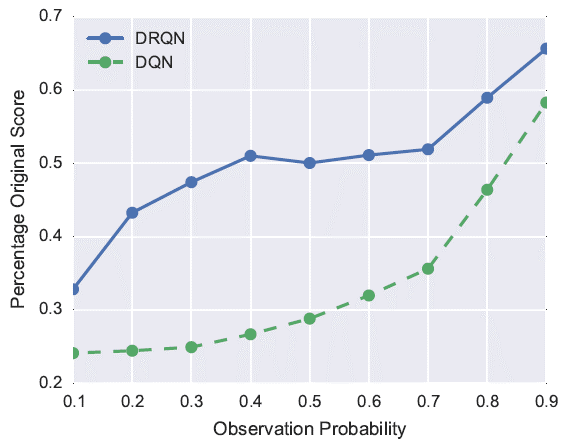 0.7
DRQN
DQN
0.6
0.5
0.4
0.3
0.2
Percentage Original Score
0.1 0.2 0.3 0.4 0.5 0.6 0.7 0.8 0.9
Observation Probability